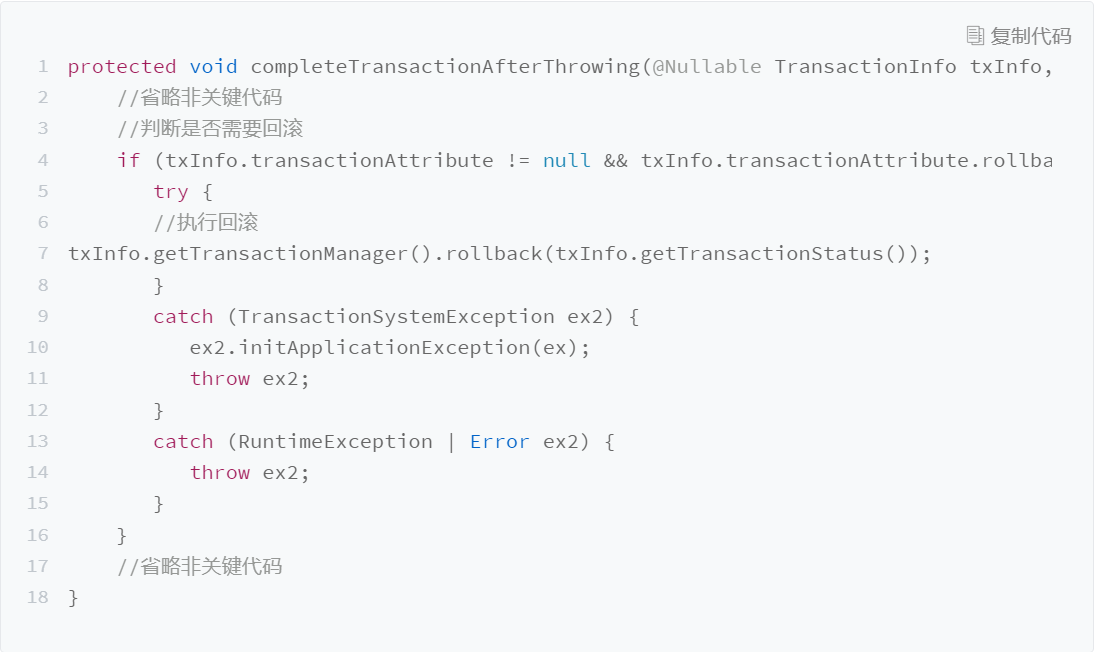 复制代码
1 protected void completeTransactionAfterThrowing(@Nullable TransactionInfo txInfo,
2 //省略非关键代码
3 //判断是否需要回滚
4 if (txInfo.transactionAttribute != null && txInfo.transactionAttribute.rollba
5 try {
6 //执行回滚
7 txInfo.getTransactionManager().rollback(txInfo.getTransactionStatus());
8 }
9 catch (TransactionSystemException ex2) {
10 ex2.initApplicationException(ex);
11 throw ex2;
12 }
13 catch (RuntimeException | Error ex2) {
14 throw ex2;
15 }
16 }
17 //省略非关键代码
18 }